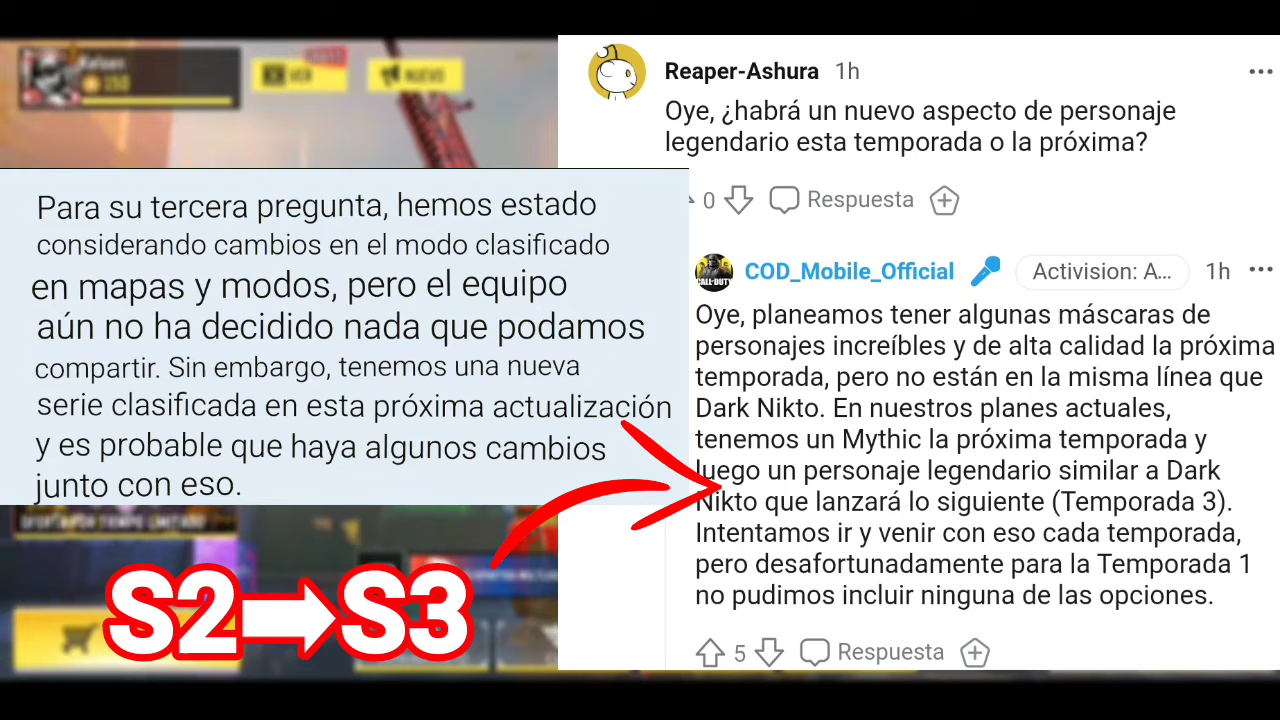 VER
NUEVO
Para su tercera pregunta, hemos estado
considerando cambios en el modo clasificado
en mapas y modos, pero el equipo
aún no ha decidido nada que podamos
compartir. Sin embargo, tenemos una nueva
serie clasificada en esta próxima actualización
y es probable que haya algunos cambios
junto con eso.
OFERTA POR TIEMPO LIMITADO
S2 S3
Reaper-Ashura 1h
Oye, ¿habrá un nuevo aspecto de personaje
legendario esta temporada o la próxima?
0 Respuesta
COD_Mobile_Official Activision: A... 1h
Oye, planeamos tener algunas máscaras de
personajes increíbles y de alta calidad la próxima
temporada, pero no están en la misma línea que
Dark Nikto. En nuestros planes actuales,
tenemos un Mythic la próxima temporada y
luego un personaje legendario similar a Dark
Nikto que lanzará lo siguiente (Temporada 3).
Intentamos ir y venir con eso cada temporada,
pero desafortunadamente para la Temporada 1
no pudimos incluir ninguna de las opciones.
5 Respuesta